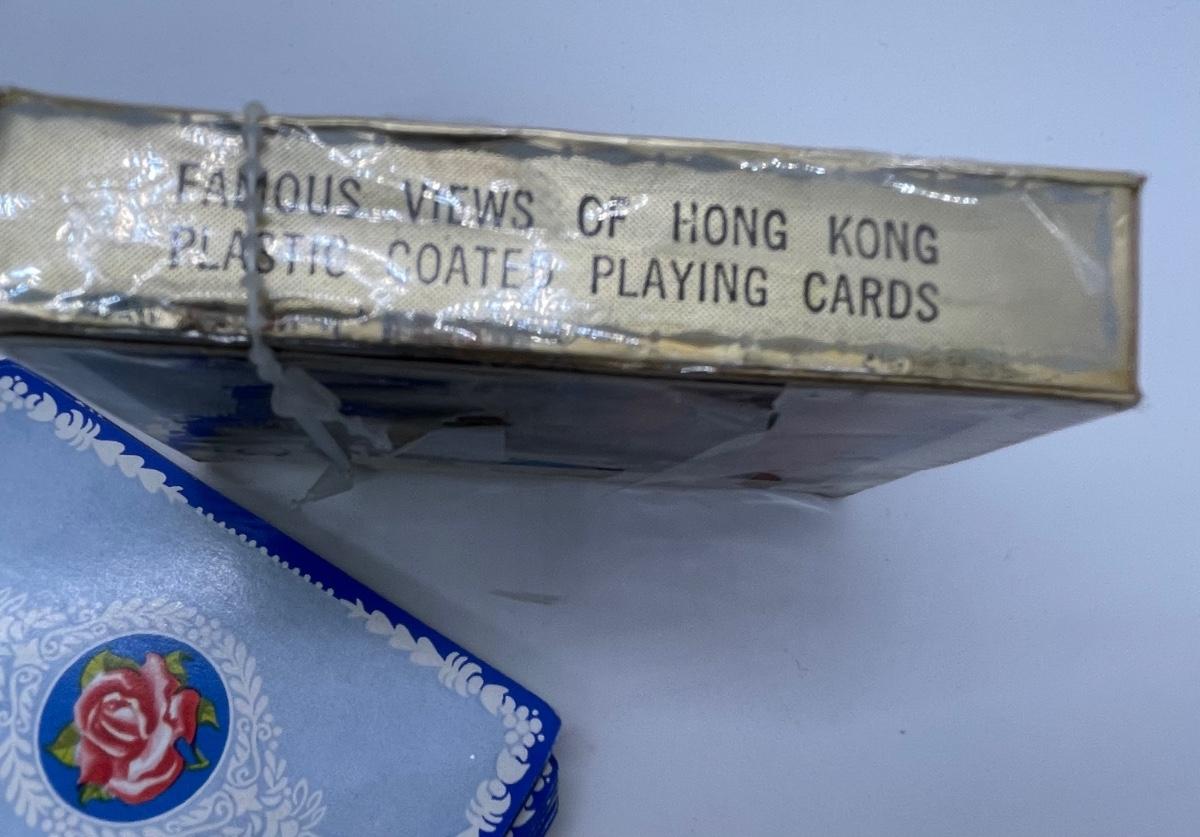 FAMOUS VIEWS OF HONG KONG
PLASTIC COATED PLAYING CARDS